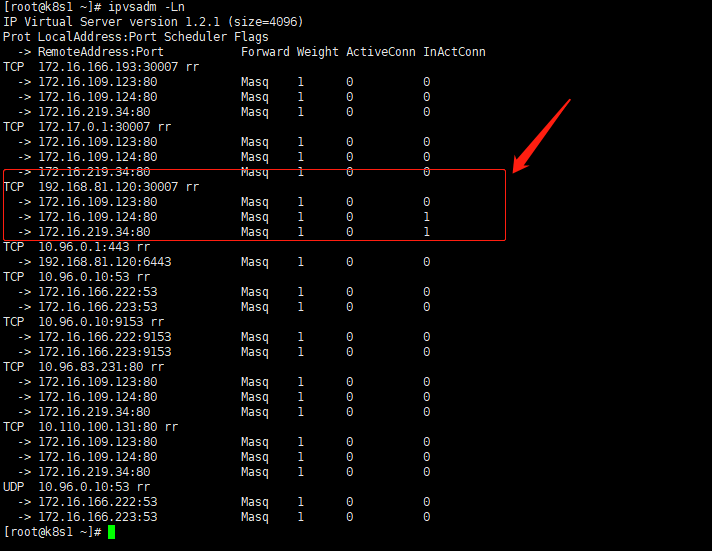 [root@k8s1 ~]# ipvsadm -Ln
IP Virtual Server version 1.2.1 (size=4096)
Prot LocalAddress:Port Scheduler Flags
  -> RemoteAddress:Port           Forward Weight ActiveConn InActConn
TCP  172.16.166.193:30007 rr
  -> 172.16.109.123:80            Masq    1      0          0
  -> 172.16.109.124:80            Masq    1      0          0
  -> 172.16.219.34:80             Masq    1      0          0
TCP  172.17.0.1:30007 rr
  -> 172.16.109.123:80            Masq    1      0          0
  -> 172.16.109.124:80            Masq    1      0          0
  -> 172.16.219.34:80             Masq    1      0          0
TCP  192.168.81.120:30007 rr
  -> 172.16.109.123:80            Masq    1      0          0
  -> 172.16.109.124:80            Masq    1      0          1
  -> 172.16.219.34:80             Masq    1      0          1
TCP  10.96.0.1:443 rr
  -> 192.168.81.120:6443          Masq    1      0          0
TCP  10.96.0.10:53 rr
  -> 172.16.166.222:53            Masq    1      0          0
  -> 172.16.166.223:53            Masq    1      0          0
TCP  10.96.0.10:9153 rr
  -> 172.16.166.222:9153          Masq    1      0          0
  -> 172.16.166.223:9153          Masq    1      0          0
TCP  10.96.83.231:80 rr
  -> 172.16.109.123:80            Masq    1      0          0
  -> 172.16.109.124:80            Masq    1      0          0
  -> 172.16.219.34:80             Masq    1      0          0
TCP  10.110.100.131:80 rr
  -> 172.16.109.123:80            Masq    1      0          0
  -> 172.16.109.124:80            Masq    1      0          0
  -> 172.16.219.34:80             Masq    1      0          0
UDP  10.96.0.10:53 rr
  -> 172.16.166.222:53            Masq    1      0          0
  -> 172.16.166.223:53            Masq    1      0          0
[root@k8s1 ~]#